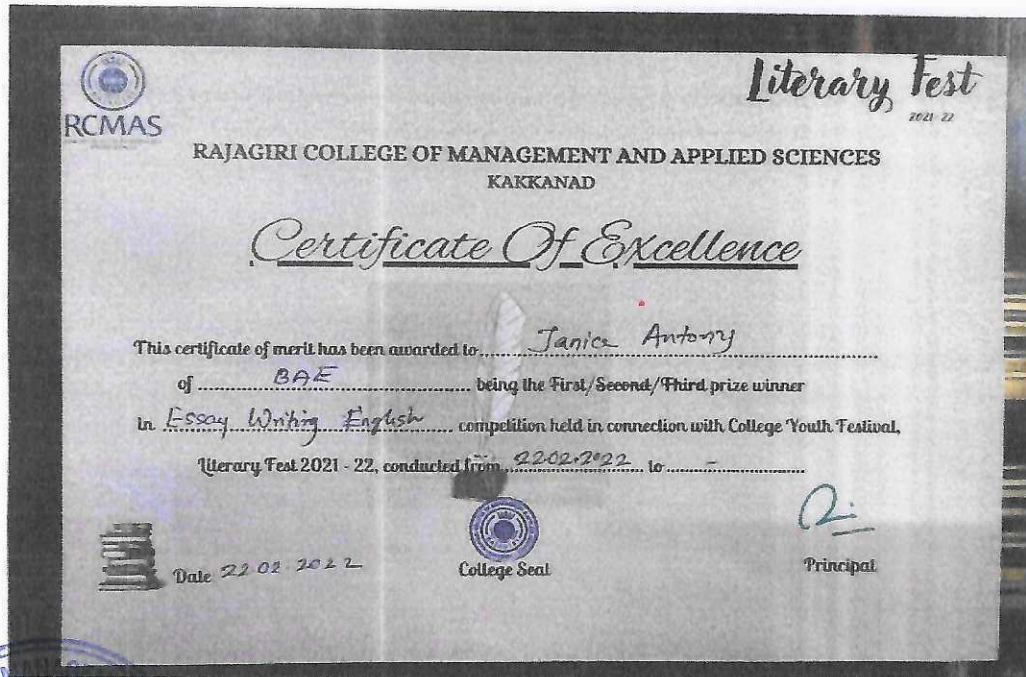 Literary Fest
2021-22
RCMAS
RAJAGIRI COLLEGE OF MANAGEMENT AND APPLIED SCIENCES
KAKKANAD
Certificate Of Excellence
This certificate of merit has been awarded to Janice Antony
of BAE being the First/Second/Third prize winner
in Essay Writing English competition held in connection with College Youth Festival,
Literary Fest 2021 - 22, conducted from 22.02.2022 to -
Date 22 02 2022
College Seal
Principal